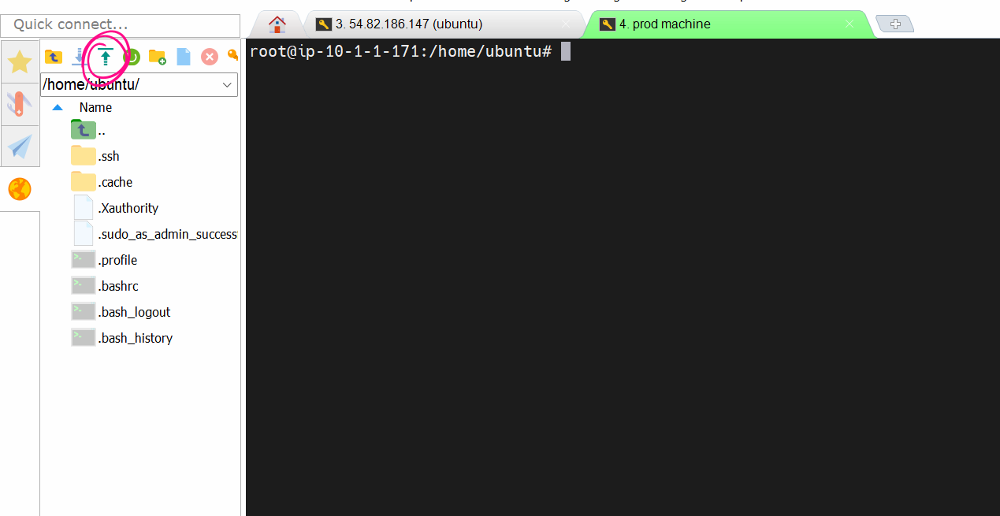 Quick connect...
3. 54.82.186.147 (ubuntu)
4. prod machine
/home/ubuntu/
Name
..
.ssh
.cache
.Xauthority
.sudo_as_admin_success
.profile
.bashrc
.bash_logout
.bash_history
root@ip-10-1-1-171:/home/ubuntu#